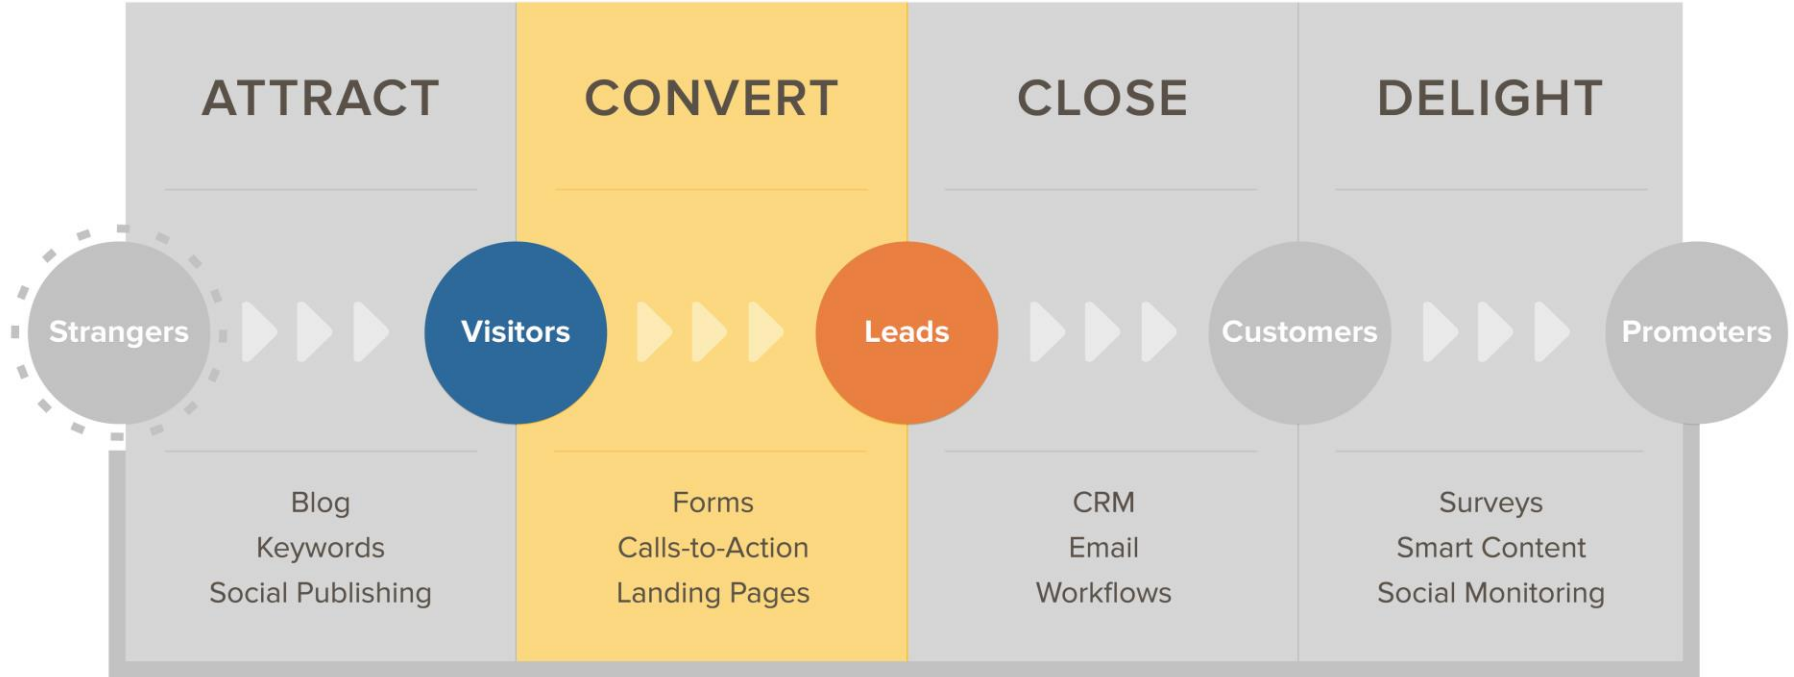 ATTRACT
CONVERT
CLOSE
DELIGHT
Strangers
Visitors
Leads
Customers
Promoters
Blog
Keywords
Social Publishing
Forms
Calls-to-Action
Landing Pages
CRM
Email
Workflows
Surveys
Smart Content
Social Monitoring